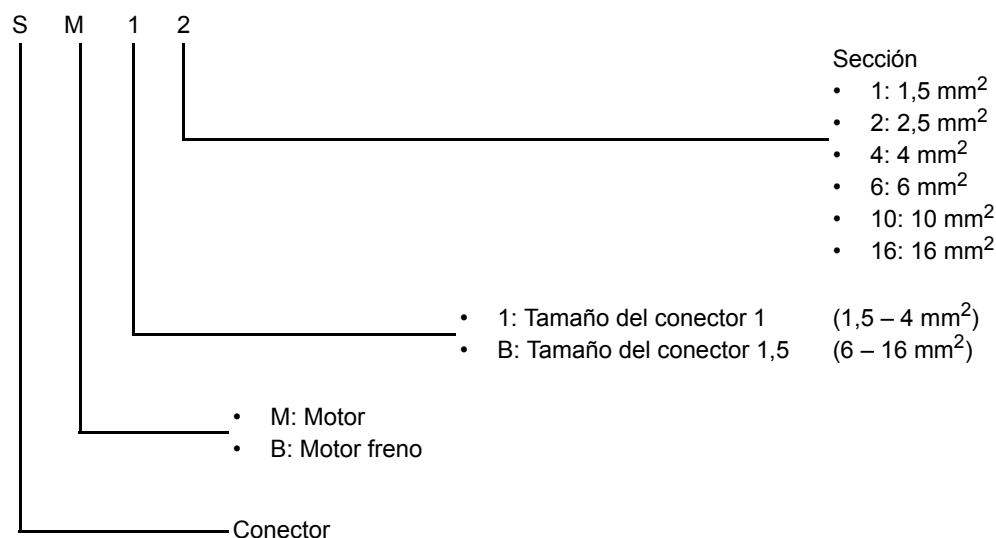 S M 1 2
Sección
• 1: 1,5 mm²
• 2: 2,5 mm²
• 4: 4 mm²
• 6: 6 mm²
• 10: 10 mm²
• 16: 16 mm²
• 1: Tamaño del conector 1 (1,5 – 4 mm²)
• B: Tamaño del conector 1,5 (6 – 16 mm²)
• M: Motor
• B: Motor freno
Conector